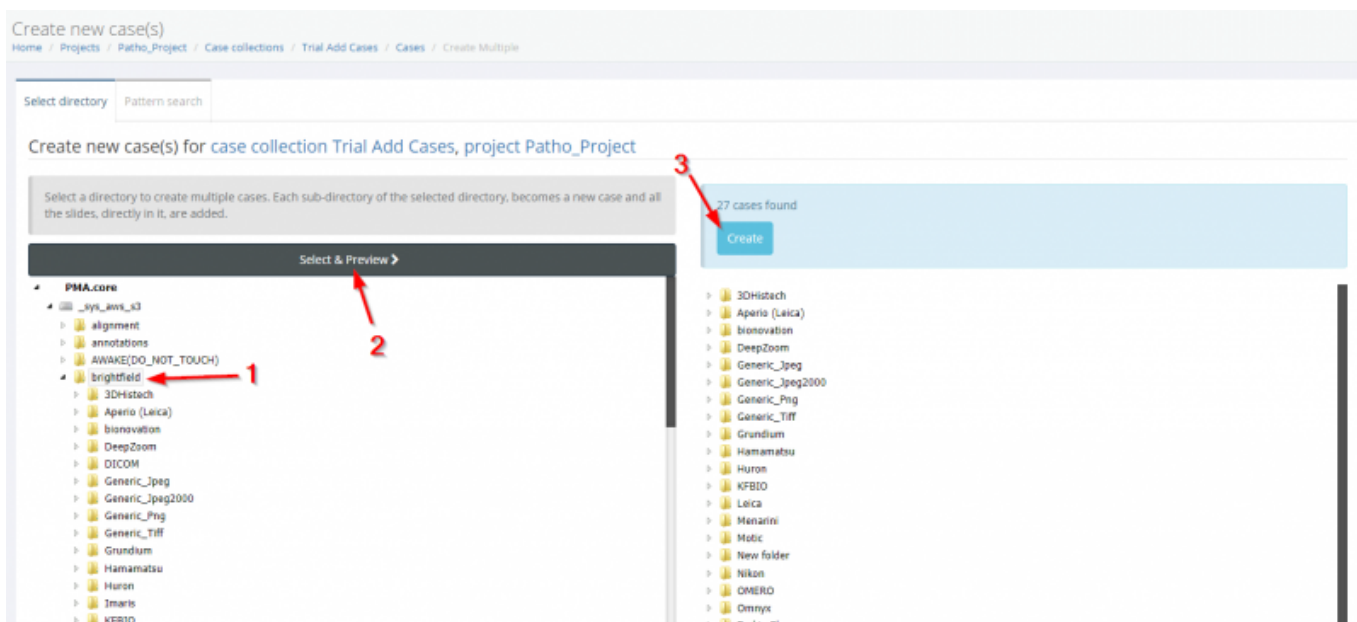 Create new case(s)
Home / Projects / Patho_Project / Case collections / Trial Add Cases / Cases / Create Multiple
Select directory
Pattern search
Create new case(s) for case collection Trial Add Cases, project Patho_Project
Select a directory to create multiple cases. Each sub-directory of the selected directory, becomes a new case and all
the slides, directly in it, are added.
Select & Preview
PMA.core
_sys_aws_s3
alignment
annotations
AWAKE(DO_NOT_TOUCH)
brightfield
3DHistech
Aperio (Leica)
bionovation
DeepZoom
DICOM
Generic_Jpeg
Generic_Jpeg2000
Generic_Png
Generic_Tiff
Grundium
Hamamatsu
Huron
Imaris
KFBIO
1
2
3
27 cases found
Create
3DHistech
Aperio (Leica)
bionovation
DeepZoom
Generic_Jpeg
Generic_Jpeg2000
Generic_Png
Generic_Tiff
Grundium
Hamamatsu
Huron
KFBIO
Leica
Menarini
Motic
New folder
Nikon
OMERO
Omnyx